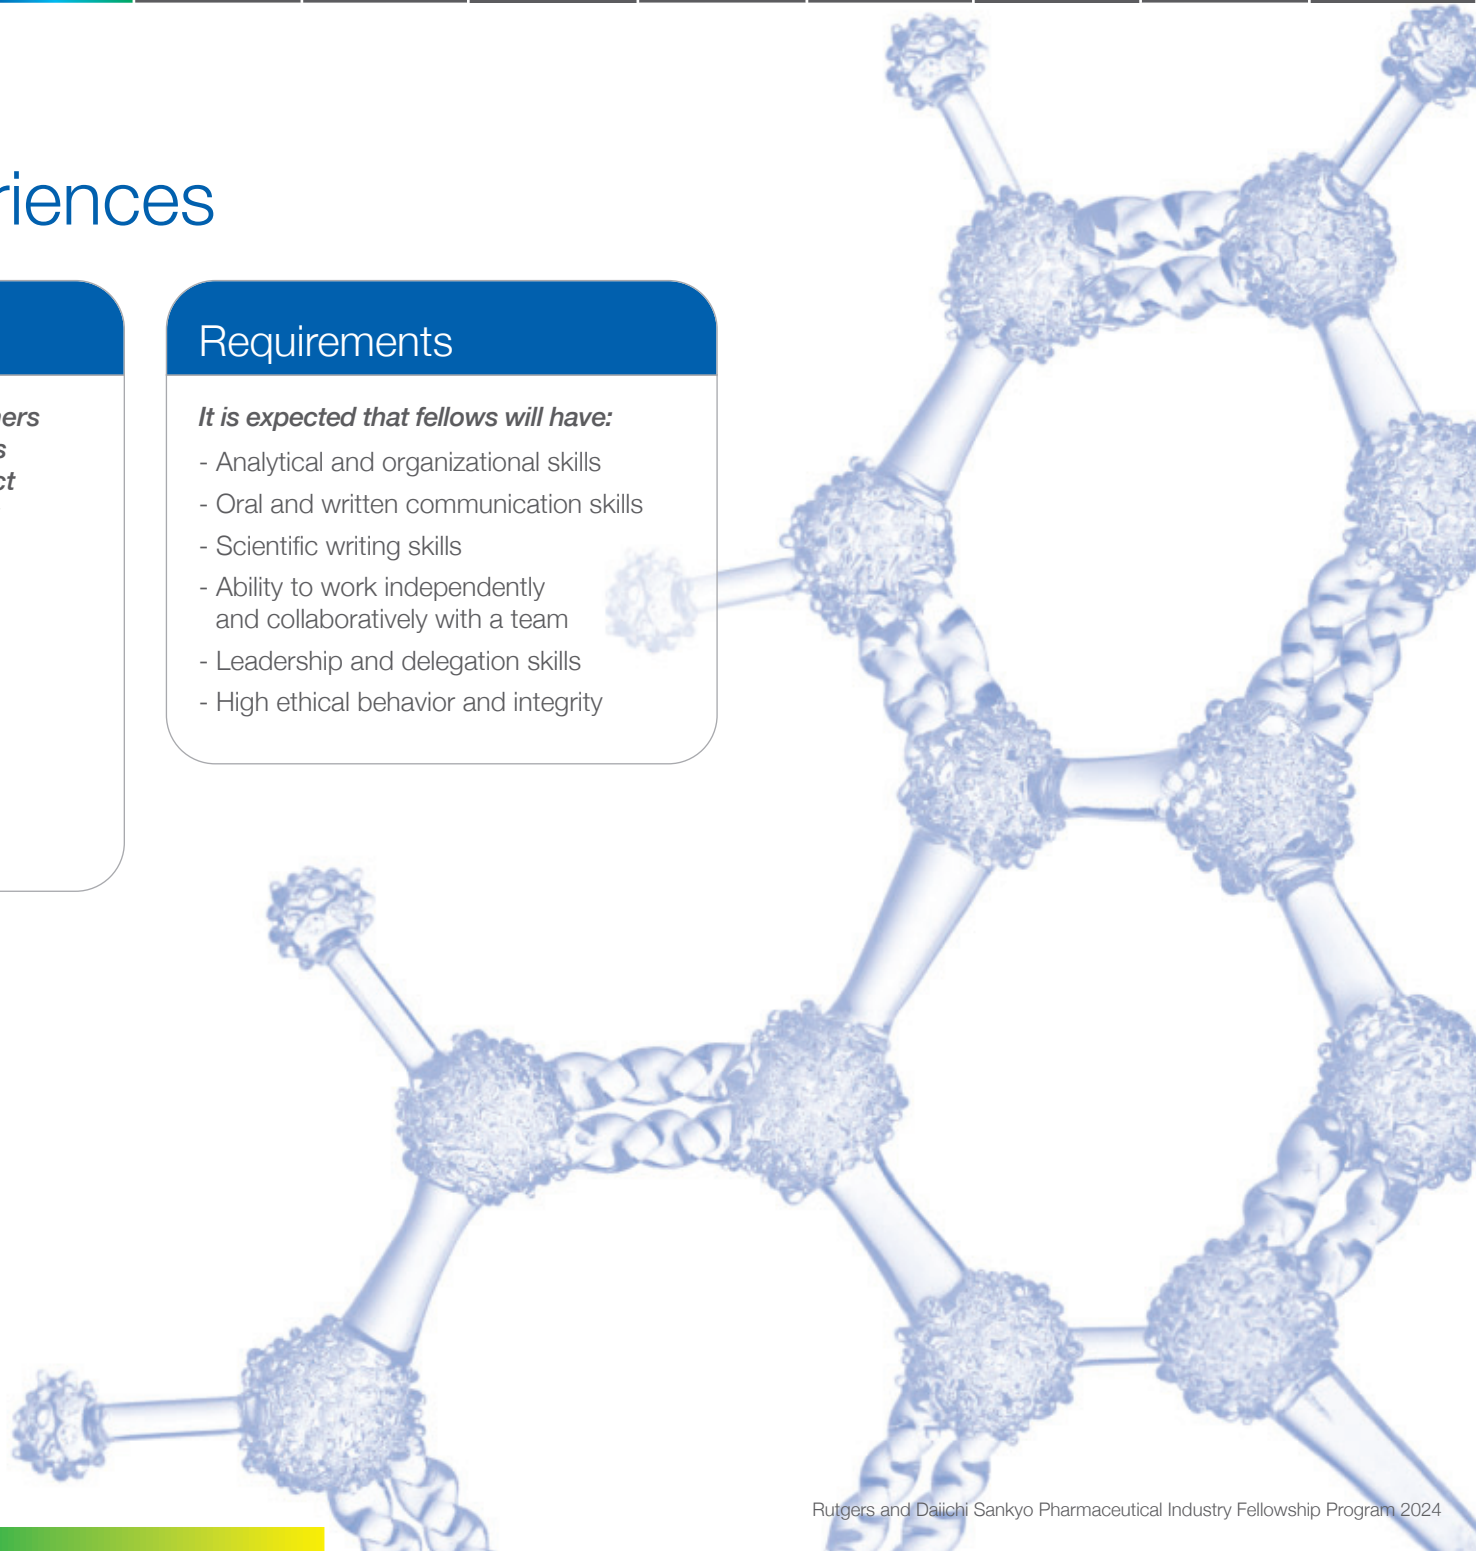 riences
ers
s
ct
Requirements
It is expected that fellows will have:
- Analytical and organizational skills
- Oral and written communication skills
- Scientific writing skills
- Ability to work independently
and collaboratively with a team
- Leadership and delegation skills
- High ethical behavior and integrity
Rutgers and Daiichi Sankyo Pharmaceutical Industry Fellowship Program 2024